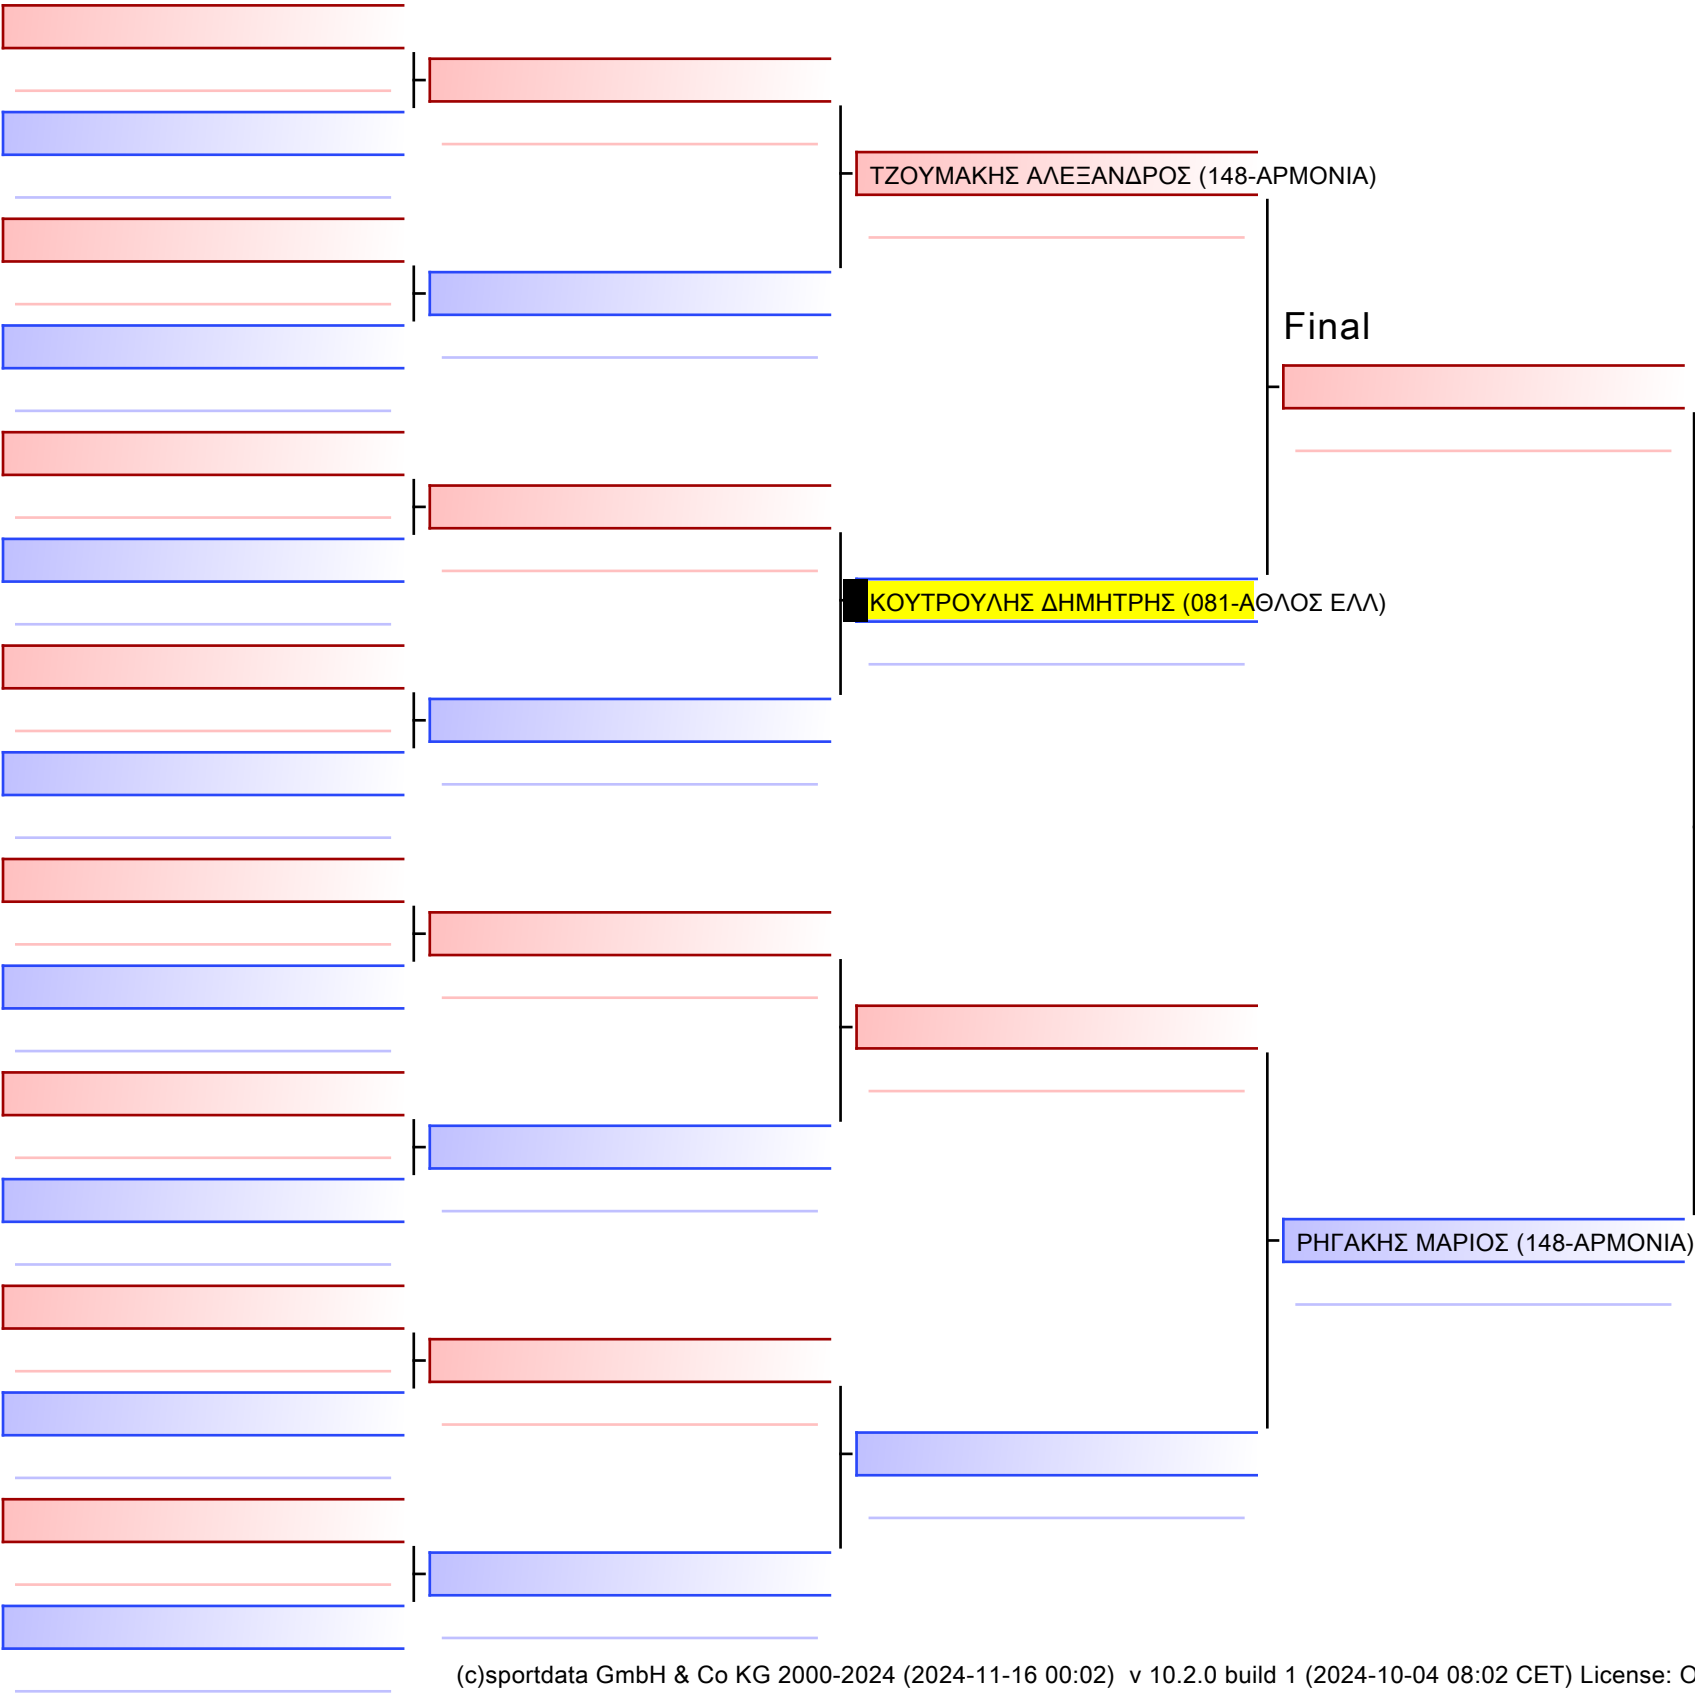 ΤΖΟΥΜΑΚΗΣ ΑΛΕΞΑΝΔΡΟΣ (148-ΑΡΜΟΝΙΑ)
Final
ΚΟΥΤΡΟΥΛΗΣ ΔΗΜΗΤΡΗΣ (081-ΑΘΛΟΣ ΕΛΛ)
ΡΗΓΑΚΗΣ ΜΑΡΙΟΣ (148-ΑΡΜΟΝΙΑ)
(c)sportdata GmbH & Co KG 2000-2024 (2024-11-16 00:02) v 10.2.0 build 1 (2024-10-04 08:02 CET) License: